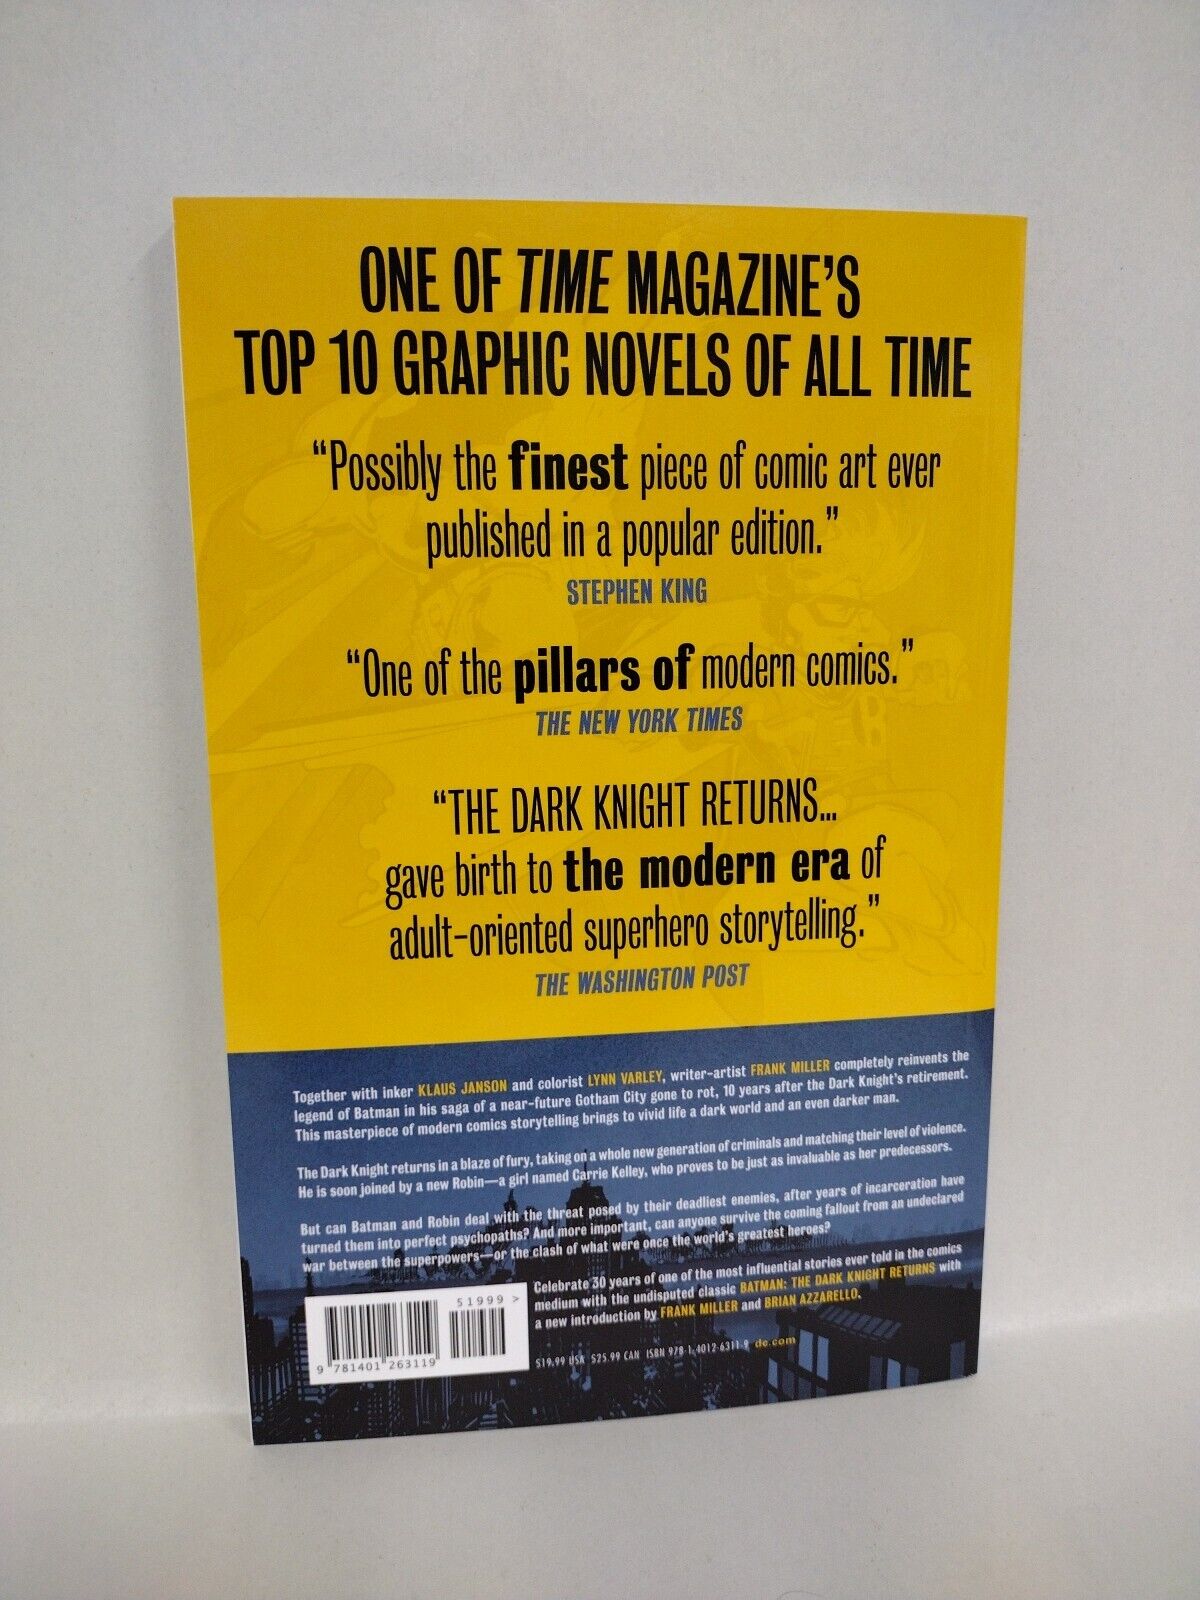 ONE OF TIME MAGAZINE'S
TOP 10 GRAPHIC NOVELS OF ALL TIME
“Possibly the finest piece of comic art ever
published in a popular edition.”
STEPHEN KING
“One of the pillars of modern comics.”
THE NEW YORK TIMES
“THE DARK KNIGHT RETURNS...
gave birth to the modern era of
adult-oriented superhero storytelling.”
THE WASHINGTON POST
Together with inker KLAUS JANSON and colorist LYNN VARLEY, writer-artist FRANK MILLER completely reinvents the
legend of Batman in his saga of a near-future Gotham City gone to rot, 10 years after the Dark Knight's retirement.
This masterpiece of modern comics storytelling brings to vivid life a dark world and an even darker man.
The Dark Knight returns in a blaze of fury, taking on a whole new generation of criminals and matching their level of violence.
He is soon joined by a new Robin—a girl named Carrie Kelley, who proves to be just as invaluable as her predecessors.
But can Batman and Robin deal with the threat posed by their deadliest enemies, after years of incarceration have
turned them into perfect psychopaths? And more important, can anyone survive the coming fallout from an undeclared
war between the superpowers—or the clash of what were once the world's greatest heroes?
Celebrate 30 years of one of the most influential stories ever told in the comics
medium with the undisputed classic BATMAN: THE DARK KNIGHT RETURNS with
a new introduction by FRANK MILLER and BRIAN AZZARELLO.
$19.99 USA $25.99 CAN ISBN 978-1-4012-6311-9 dc.com
51999>
9 781401 263119
R